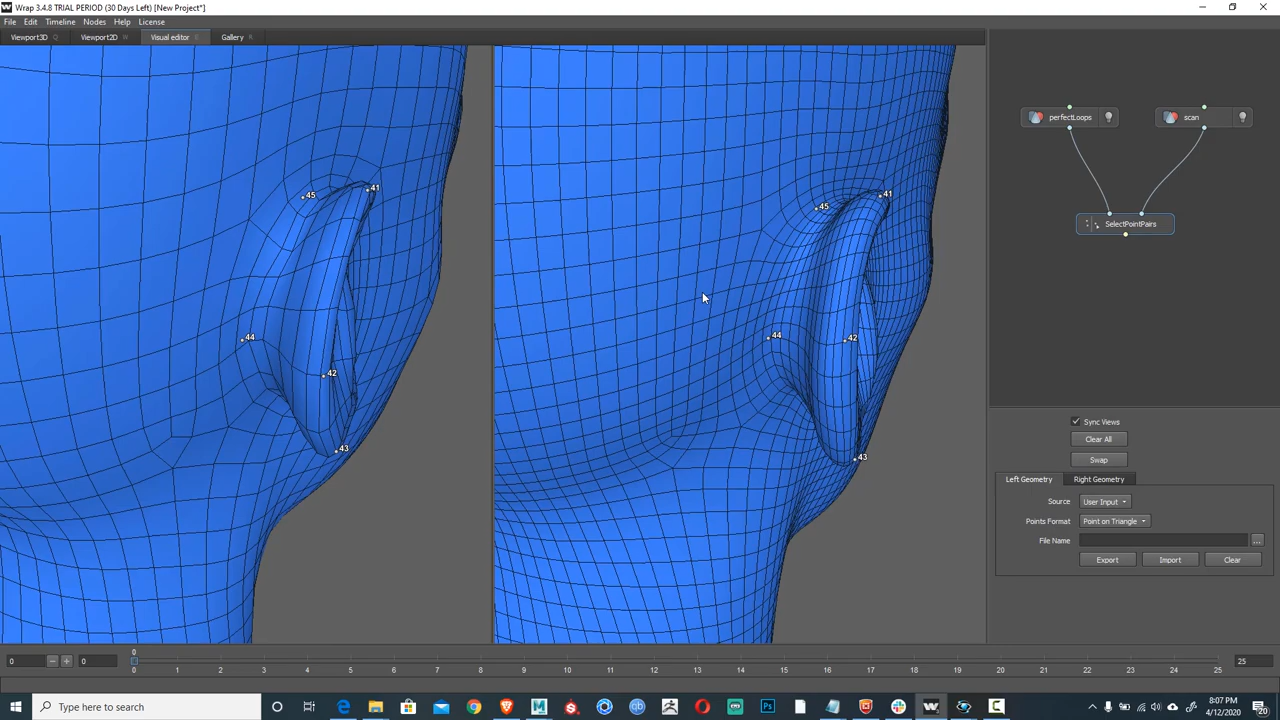 Wrap 3.4.8 TRIAL PERIOD (30 Days Left) [New Project*]
File Edit Timeline Nodes Help License
Viewport3D Q Viewport2D W Visual editor E Gallery R
perfectLoops
scan
SelectPointPairs
45
41
44
42
43
45
41
44
42
43
Sync Views
Clear All
Swap
Left Geometry Right Geometry
Source User Input
Points Format Point on Triangle
File Name ...
Export Import Clear
0 0
0
0 1 2 3 4 5 6 7 8 9 10 11 12 13 14 15 16 17 18 19 20 21 22 23 24 25
25
Type here to search
8:07 PM
4/12/2020